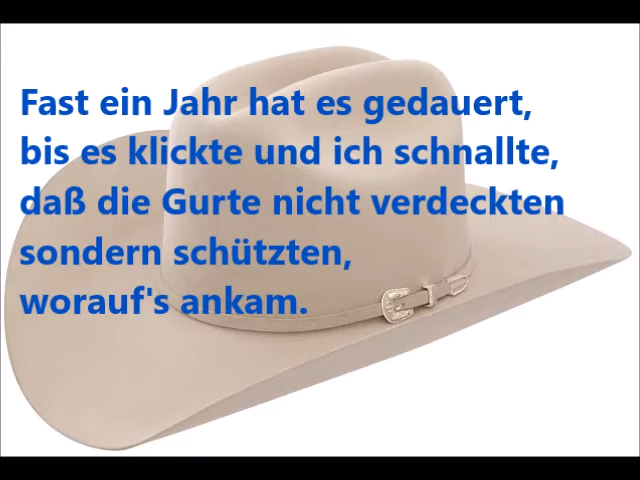 Fast ein Jahr hat es gedauert,
bis es klickte und ich schnallte,
daß die Gurte nicht verdeckten
sondern schützten,
worauf's ankam.